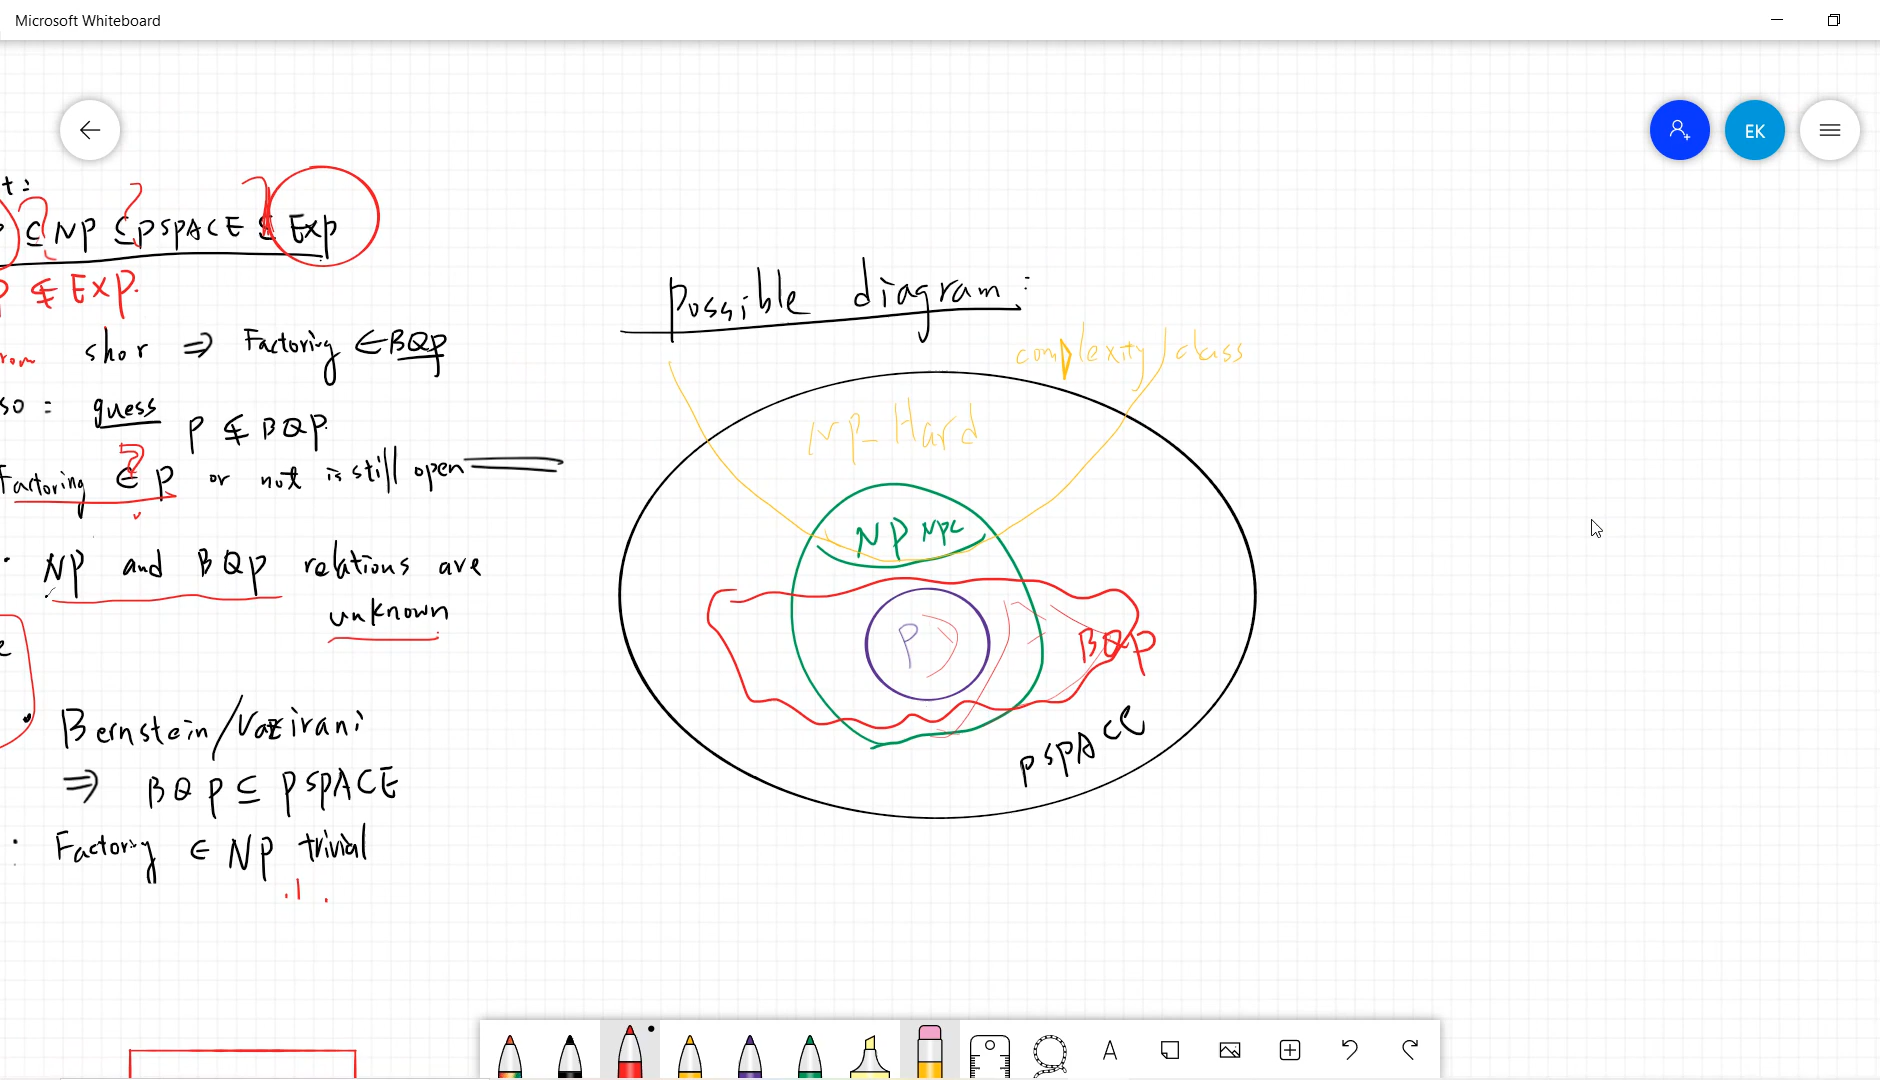 Microsoft Whiteboard
EK
t:
⊆ NP ⊆ PSPACE ⊆ EXP
? ? ?
P ⊊ EXP.
rom shor ⇒ Factoring ∈ BQP
so : guess P ⊊ BQP.
?
Factoring ∈ P or not is still open
NP and BQP relations are
unknown
e
Bernstein/Vazirani
⇒ BQP ⊆ PSPACE
: Factoring ∈ NP trivial
Possible diagram:
complexity/class
NP-Hard
NP NPC
P
BQP
PSPACE
A